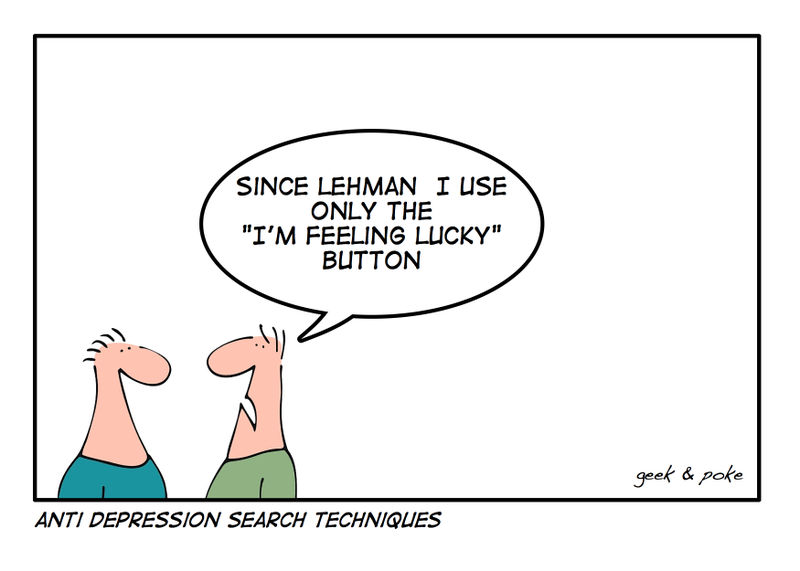 SINCE LEHMAN I USE
ONLY THE
"I'M FEELING LUCKY"
BUTTON
geek & poke
ANTI DEPRESSION SEARCH TECHNIQUES